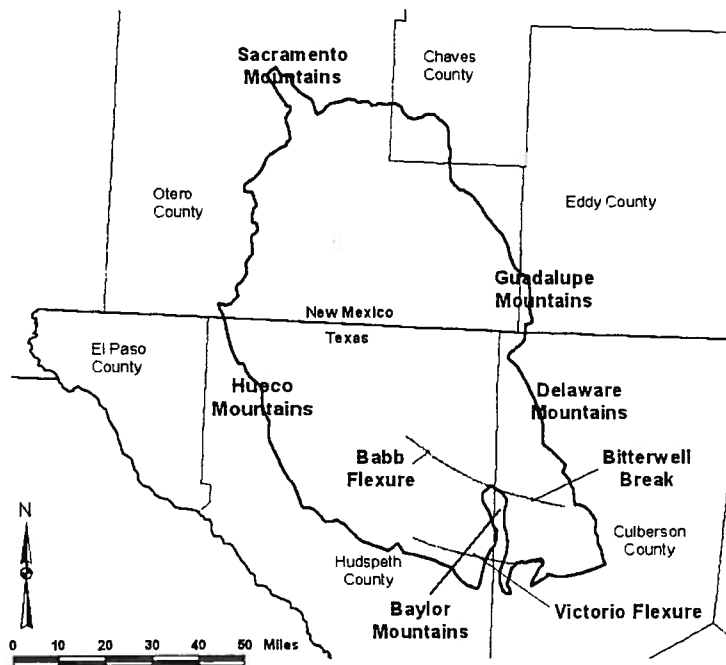 Sacramento
Mountains
Chaves
County
Otero
County
Eddy County
Guadalupe
Mountains
New Mexico
Texas
El Paso
County
Hueco
Mountains
Delaware
Mountains
Babb
Flexure
Bitterwell
Break
N
Culberson
County
Hudspeth
County
Baylor
Mountains
Victorio Flexure
0 10 20 30 40 50 Miles